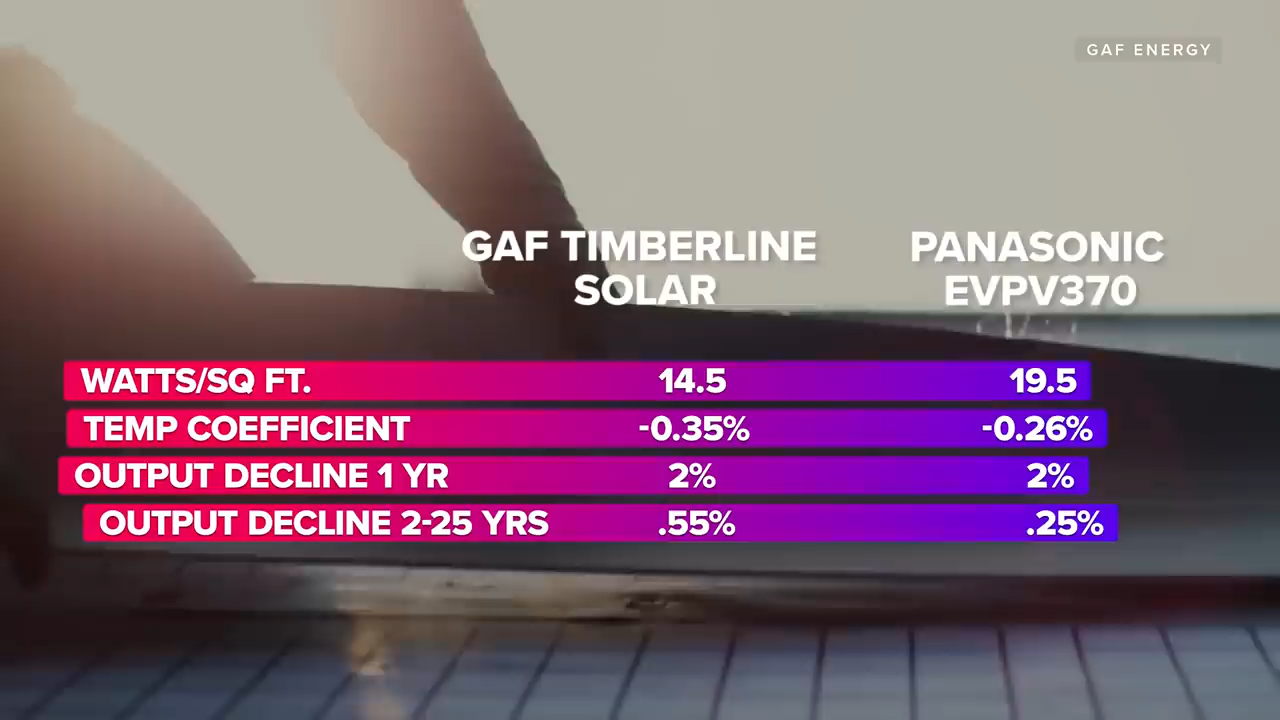 GAF ENERGY
GAF TIMBERLINE SOLAR
PANASONIC EVPV370
WATTS/SQ FT. 14.5 19.5
TEMP COEFFICIENT -0.35% -0.26%
OUTPUT DECLINE 1 YR 2% 2%
OUTPUT DECLINE 2-25 YRS .55% .25%